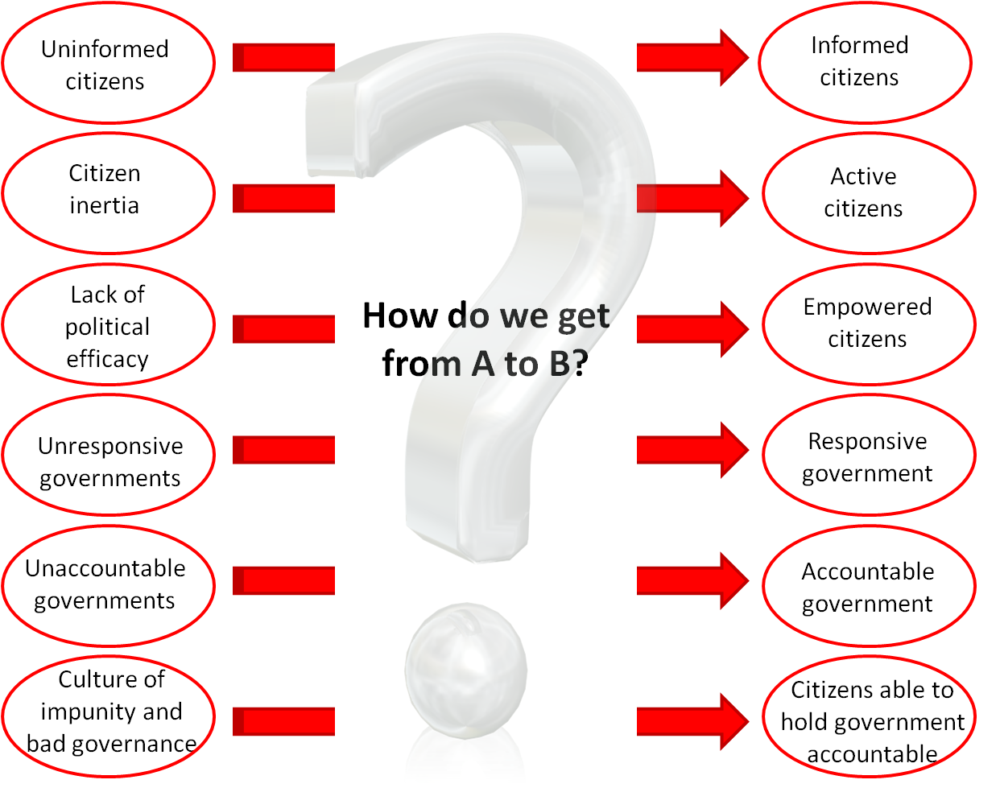 Uninformed
citizens
Informed
citizens
Citizen
inertia
Active
citizens
Lack of
political
efficacy
How do we get
from A to B?
Empowered
citizens
Unresponsive
governments
Responsive
government
Unaccountable
governments
Accountable
government
Culture of
impunity and
bad governance
Citizens able to
hold government
accountable